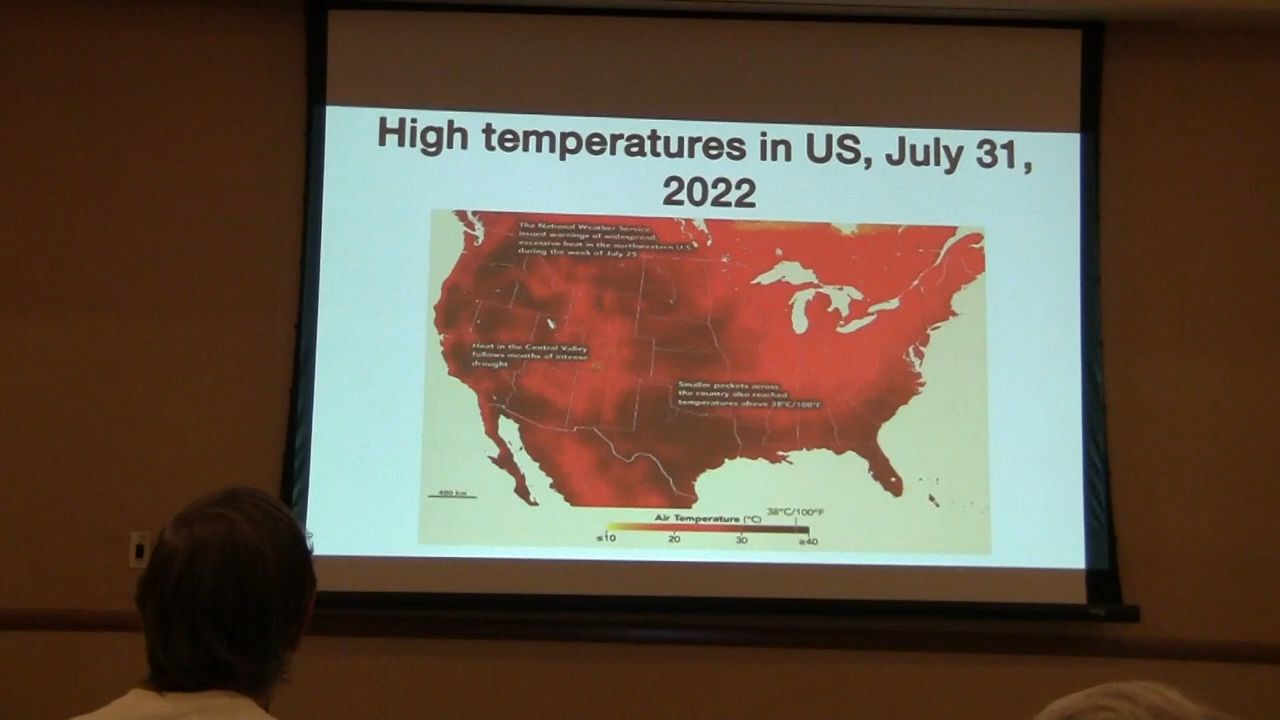 High temperatures in US, July 31,
2022
The National Weather Service
issued warnings of widespread,
excessive heat in the northwestern U.S.
during the week of July 25
Heat in the Central Valley
follows months of intense
drought
Smaller pockets across
the country also reached
temperatures above 38°C/100°F
400 km
Air Temperature (°C)
38°C/100°F
≤10
20
30
≥40